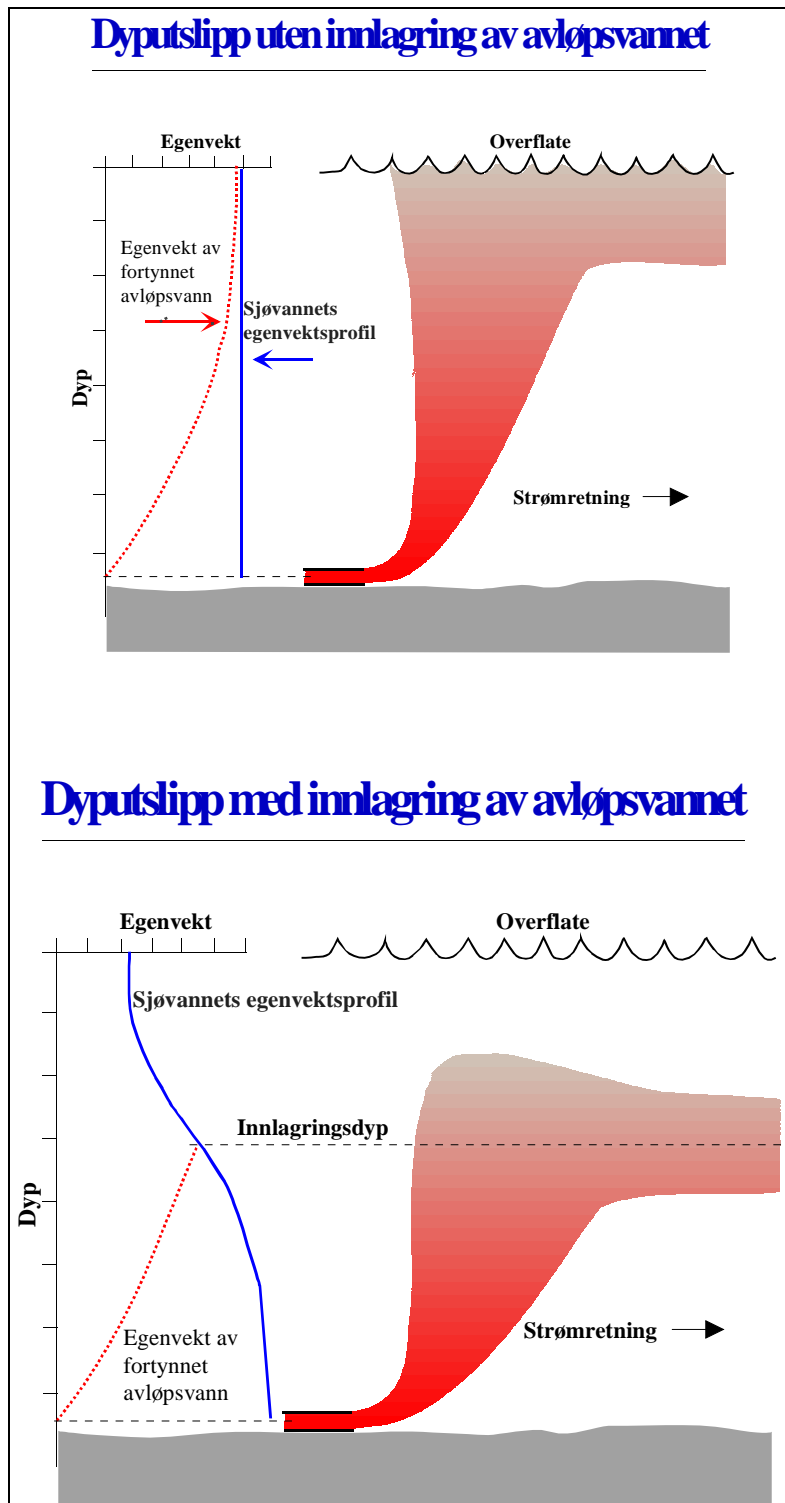 Dyputslipp uten innlagring av avløpsvannet
Egenvekt
Overflate
Egenvekt av
fortynnet
avløpsvann
Sjøvannets
egenvektsprofil
Dyp
Strømretning
Dyputslipp med innlagring av avløpsvannet
Egenvekt
Overflate
Sjøvannets egenvektsprofil
Innlagringsdyp
Dyp
Egenvekt av
fortynnet
avløpsvann
Strømretning